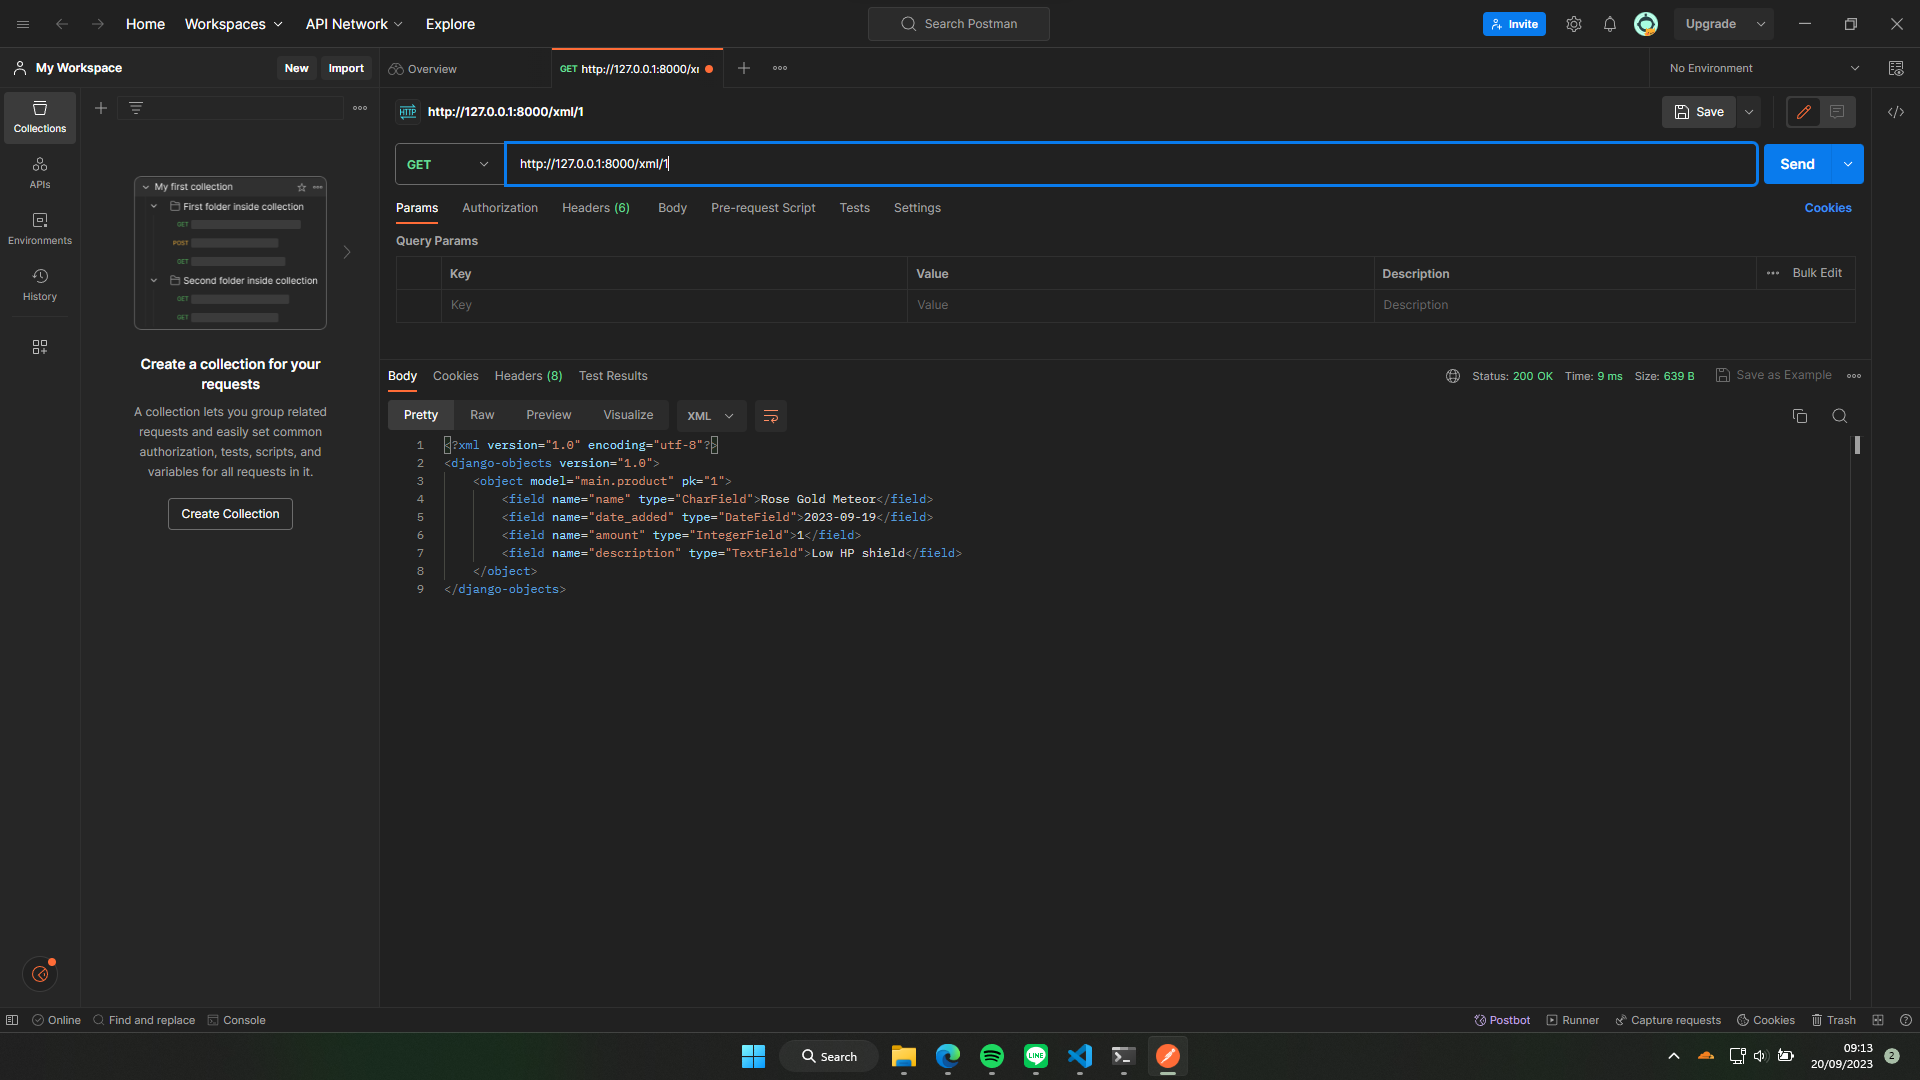 Home Workspaces API Network Explore Search Postman Invite Upgrade
My Workspace New Import Overview GET http://127.0.0.1:8000/x No Environment
HTTP http://127.0.0.1:8000/xml/1 Save
GET http://127.0.0.1:8000/xml/1 Send
Params Authorization Headers (6) Body Pre-request Script Tests Settings Cookies
Query Params
Key Value Description Bulk Edit
Key Value Description
Collections
APIs
Environments
History
My first collection
First folder inside collection
GET
POST
GET
Second folder inside collection
GET
GET
Create a collection for your
requests
A collection lets you group related
requests and easily set common
authorization, tests, scripts, and
variables for all requests in it.
Create Collection
Body Cookies Headers (8) Test Results Status: 200 OK Time: 9 ms Size: 639 B Save as Example
Pretty Raw Preview Visualize XML
1 <?xml version="1.0" encoding="utf-8"?>
2 <django-objects version="1.0">
3 <object model="main.product" pk="1">
4 <field name="name" type="CharField">Rose Gold Meteor</field>
5 <field name="date_added" type="DateField">2023-09-19</field>
6 <field name="amount" type="IntegerField">1</field>
7 <field name="description" type="TextField">Low HP shield</field>
8 </object>
9 </django-objects>
Online Find and replace Console Postbot Runner Capture requests Cookies Trash
Search LINE 09:13
20/09/2023 2